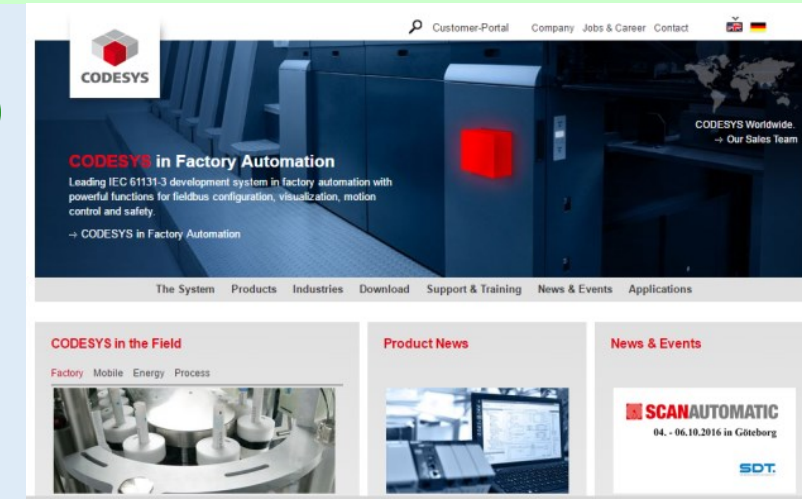 Customer-Portal Company Jobs & Career Contact
CODESYS
CODESYS Worldwide.
→ Our Sales Team
CODESYS in Factory Automation
Leading IEC 61131-3 development system in factory automation with
powerful functions for fieldbus configuration, visualization, motion
control and safety.
→ CODESYS in Factory Automation
The System Products Industries Download Support & Training News & Events Applications
CODESYS in the Field
Factory Mobile Energy Process
Product News
News & Events
SCANAUTOMATIC
04. - 06.10.2016 in Göteborg
SDT.